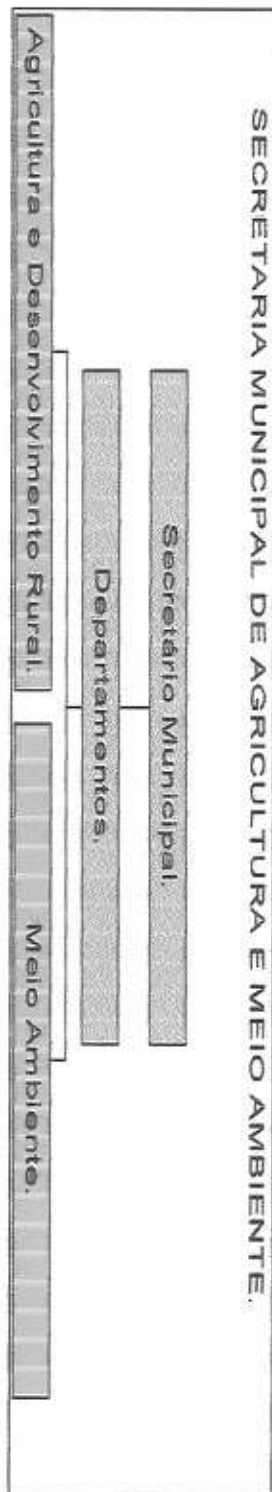 SECRETARIA MUNICIPAL DE AGRICULTURA E MEIO AMBIENTE.
Secretário Municipal.
Departamentos.
Agricultura e Desenvolvimento Rural.
Meio Ambiente.